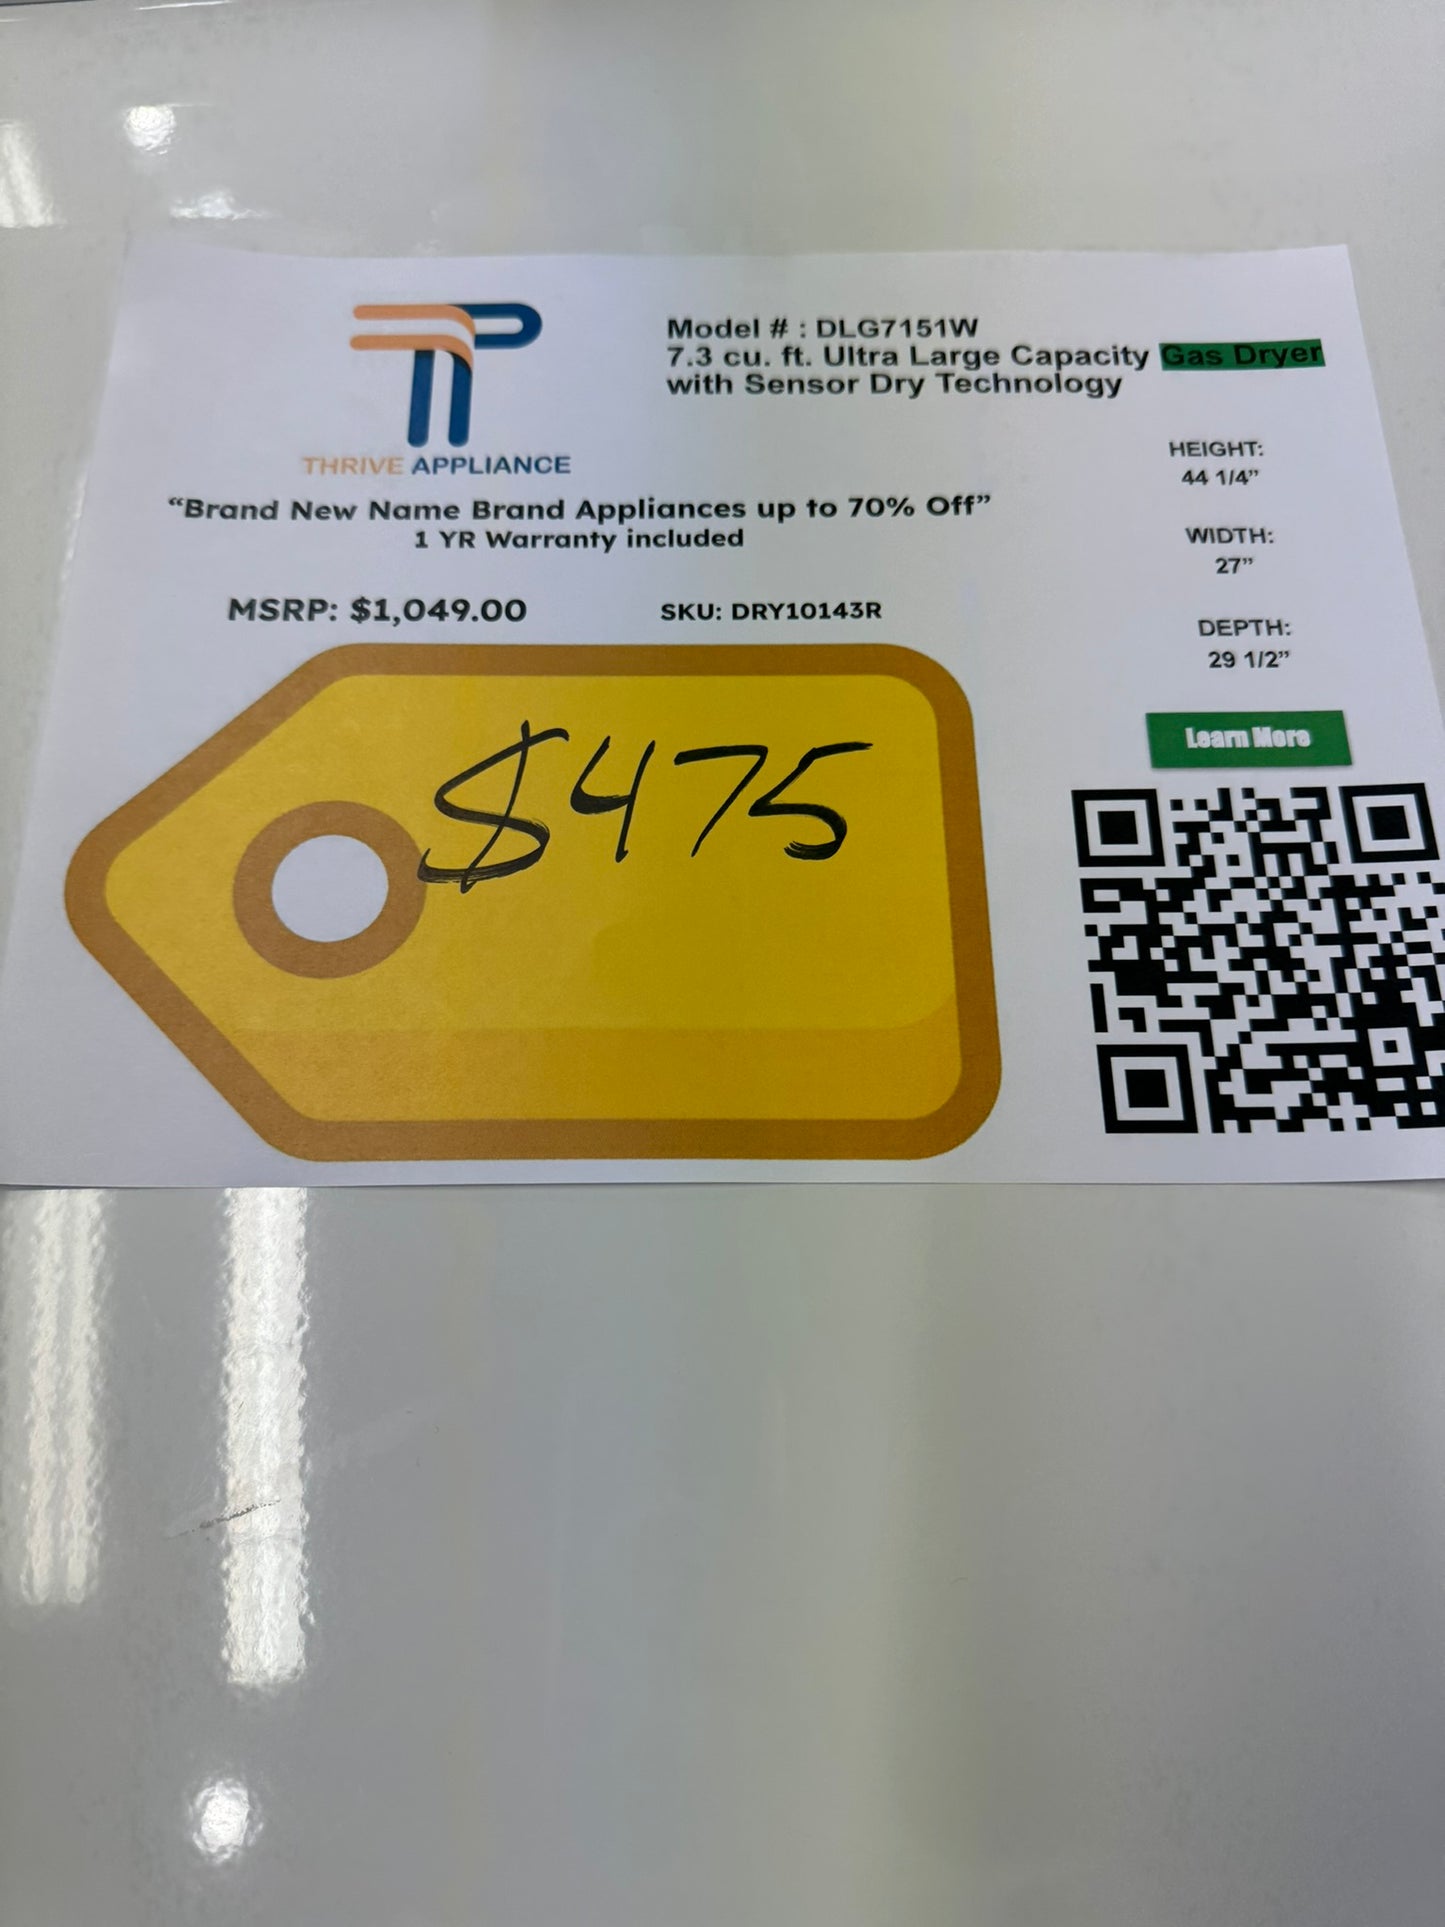 THRIVE APPLIANCE
Model # : DLG7151W
7.3 cu. ft. Ultra Large Capacity Gas Dryer
with Sensor Dry Technology
“Brand New Name Brand Appliances up to 70% Off”
1 YR Warranty included
MSRP: $1,049.00
SKU: DRY10143R
$475
HEIGHT:
44 1/4”
WIDTH:
27”
DEPTH:
29 1/2”
Learn More